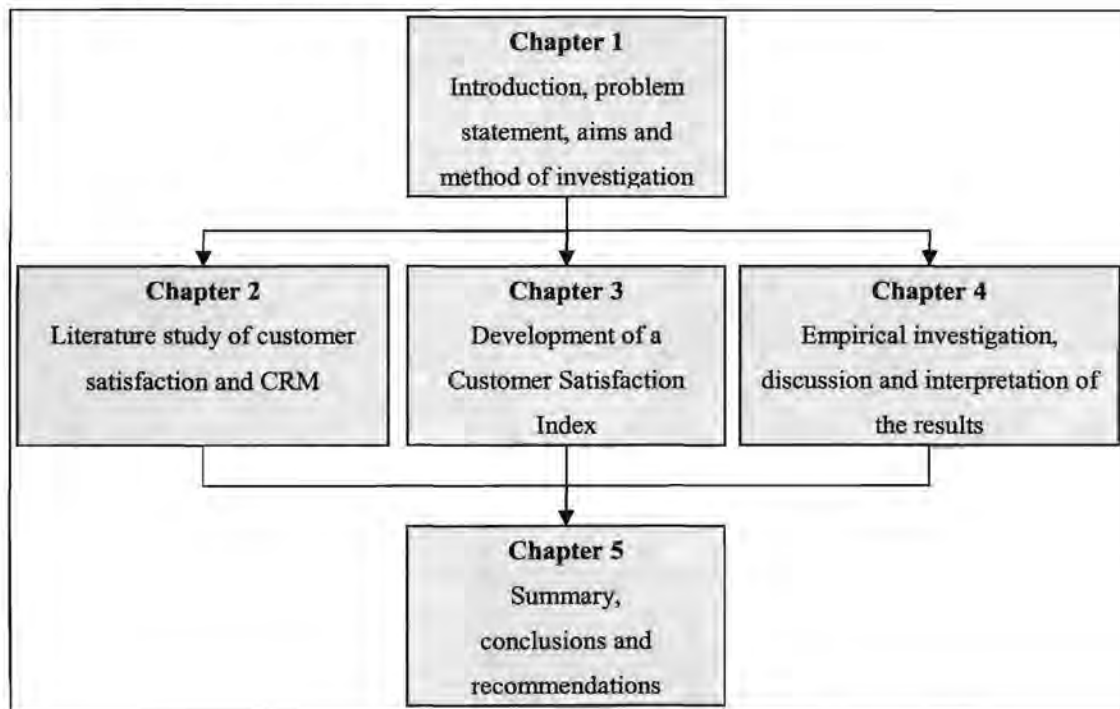 Chapter 1
Introduction, problem
statement, aims and
method of investigation
Chapter 2
Literature study of customer
satisfaction and CRM
Chapter 3
Development of a
Customer Satisfaction
Index
Chapter 4
Empirical investigation,
discussion and interpretation of
the results
Chapter 5
Summary,
conclusions and
recommendations